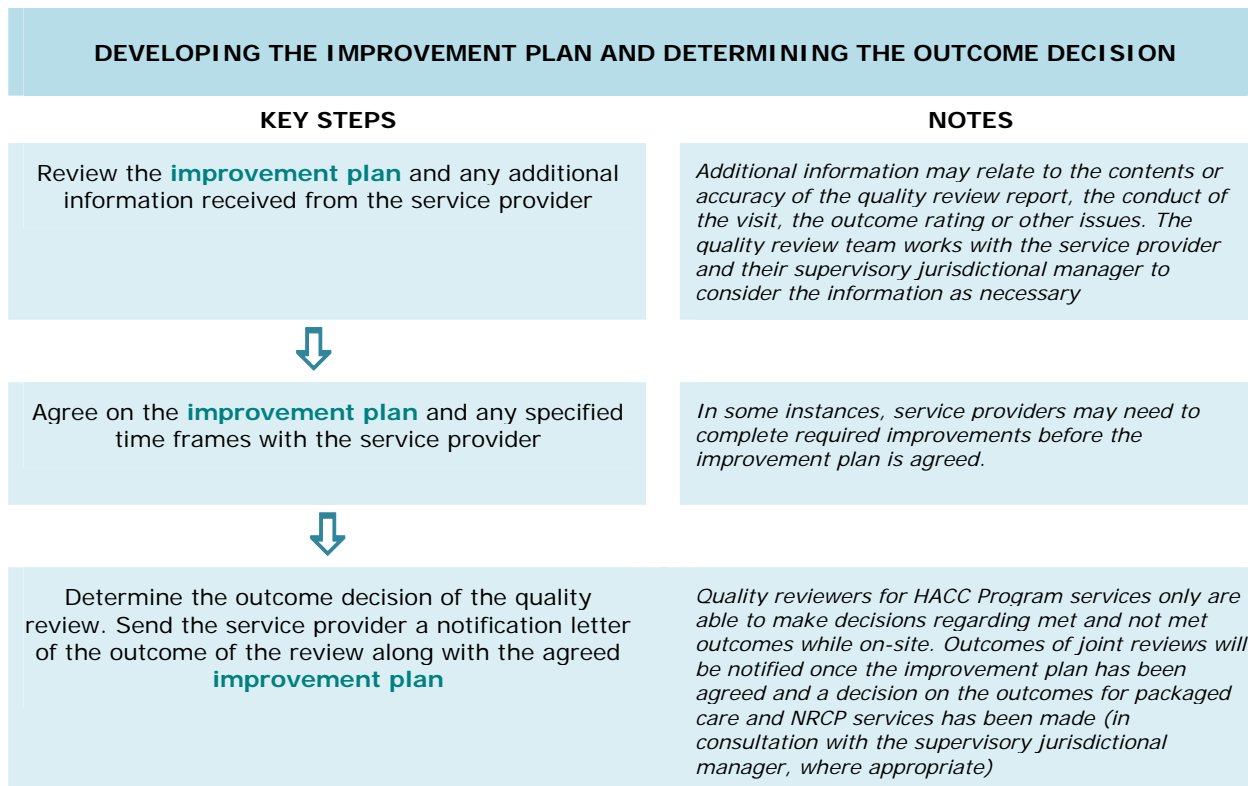 DEVELOPING THE IMPROVEMENT PLAN AND DETERMINING THE OUTCOME DECISION
KEY STEPS
NOTES
Review the improvement plan and any additional
information received from the service provider
Additional information may relate to the contents or
accuracy of the quality review report, the conduct of
the visit, the outcome rating or other issues. The
quality review team works with the service provider
and their supervisory jurisdictional manager to
consider the information as necessary
Agree on the improvement plan and any specified
time frames with the service provider
In some instances, service providers may need to
complete required improvements before the
improvement plan is agreed.
Determine the outcome decision of the quality
review. Send the service provider a notification letter
of the outcome of the review along with the agreed
improvement plan
Quality reviewers for HACC Program services only are
able to make decisions regarding met and not met
outcomes while on-site. Outcomes of joint reviews will
be notified once the improvement plan has been
agreed and a decision on the outcomes for packaged
care and NRCP services has been made (in
consultation with the supervisory jurisdictional
manager, where appropriate)